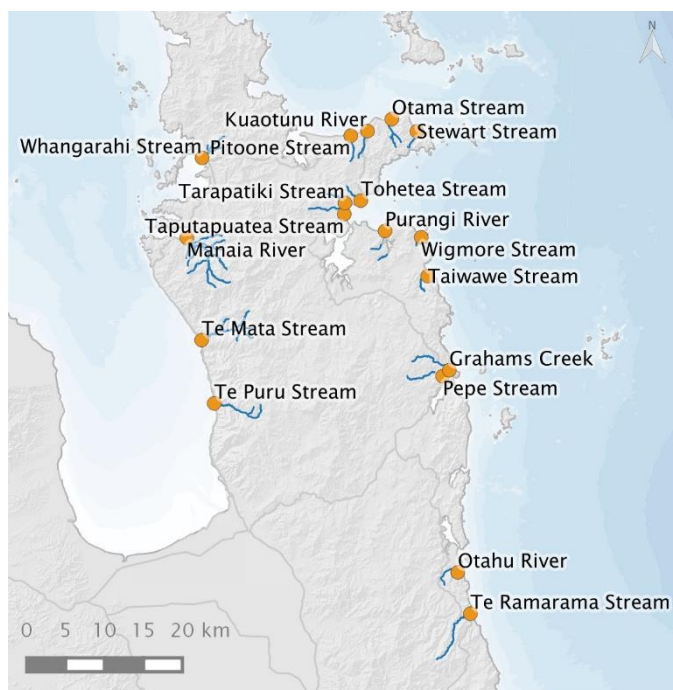 N
Otama Stream
Kuaotunu River
Stewart Stream
Whangarahi Stream
Pitoone Stream
Tarapatiki Stream
Tohetea Stream
Purangi River
Taputapuatea Stream
Manaia River
Wigmore Stream
Taiwawe Stream
Te Mata Stream
Grahams Creek
Pepe Stream
Te Puru Stream
Otahu River
Te Ramarama Stream
0 5 10 15 20 km